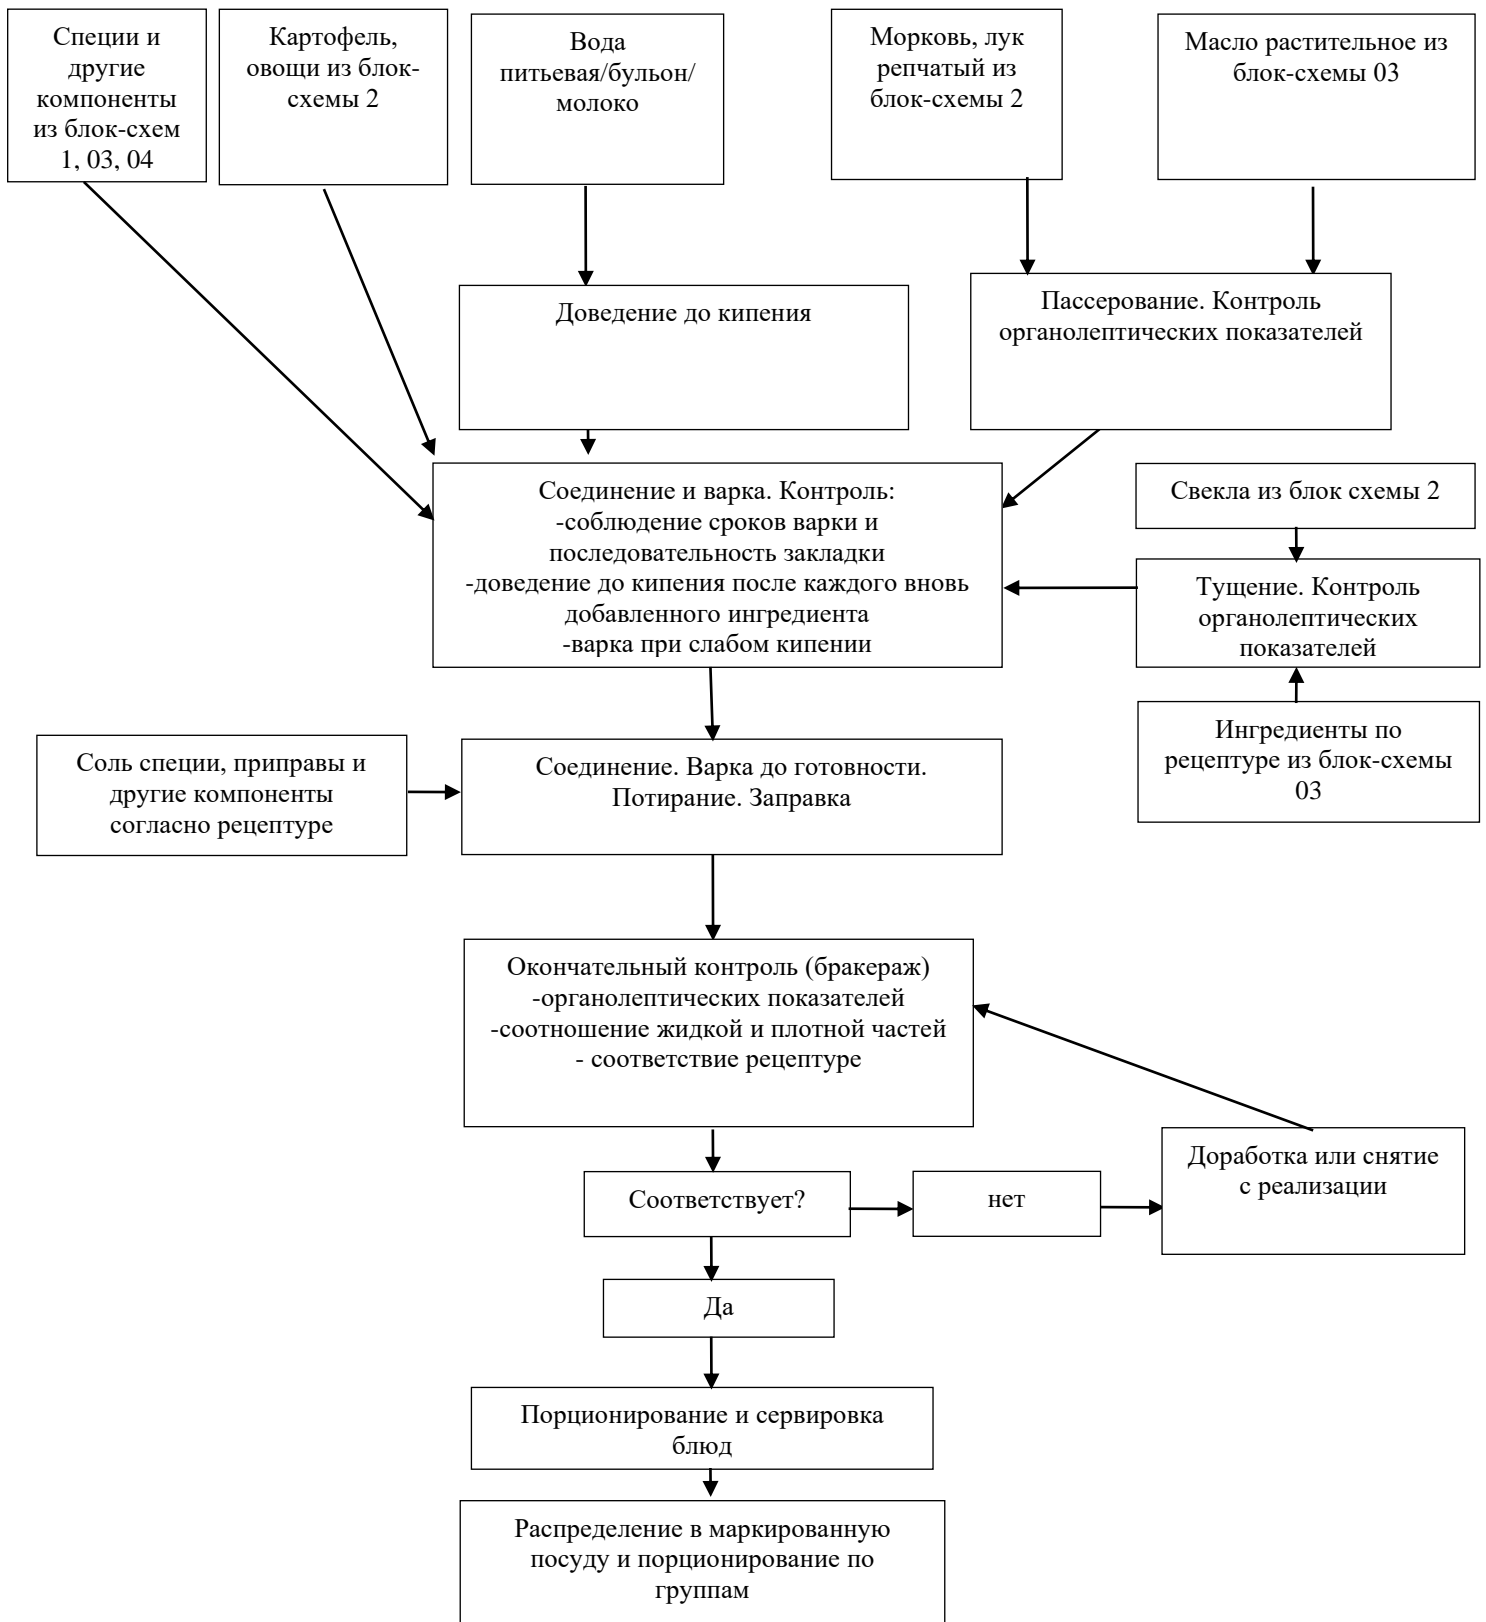 Специи и
другие
компоненты
из блок-схем
1, 03, 04
Картофель,
овощи из блок-
схемы 2
Вода
питьевая/бульон/
молоко
Морковь, лук
репчатый из
блок-схемы 2
Масло растительное из
блок-схемы 03
Доведение до кипения
Пассерование. Контроль
органолептических показателей
Соединение и варка. Контроль:
-соблюдение сроков варки и
последовательность закладки
-доведение до кипения после каждого вновь
добавленного ингредиента
-варка при слабом кипении
Свекла из блок схемы 2
Тущение. Контроль
органолептических
показателей
Ингредиенты по
рецептуре из блок-схемы
03
Соль специи, приправы и
другие компоненты
согласно рецептуре
Соединение. Варка до готовности.
Потирание. Заправка
Окончательный контроль (бракераж)
-органолептических показателей
-соотношение жидкой и плотной частей
- соответствие рецептуре
Соответствует?
нет
Доработка или снятие
с реализации
Да
Порционирование и сервировка
блюд
Распределение в маркированную
посуду и порционирование по
группам